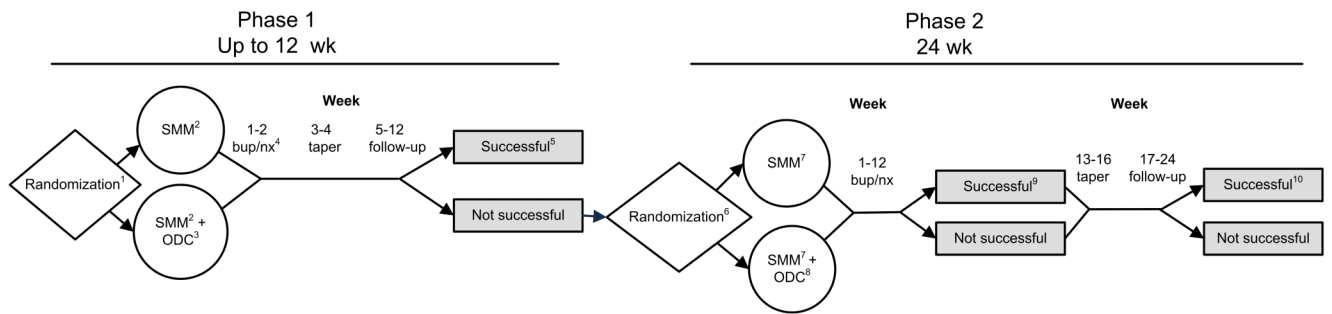 Phase 1
Up to 12 wk
Week
Randomization1
SMM2
SMM2 +
ODC3
1-2
bup/nx4
3-4
taper
5-12
follow-up
Successful5
Not successful
Phase 2
24 wk
Week
Week
Randomization6
SMM7
SMM7 +
ODC8
1-12
bup/nx
Successful9
Not successful
13-16
taper
17-24
follow-up
Successful10
Not successful